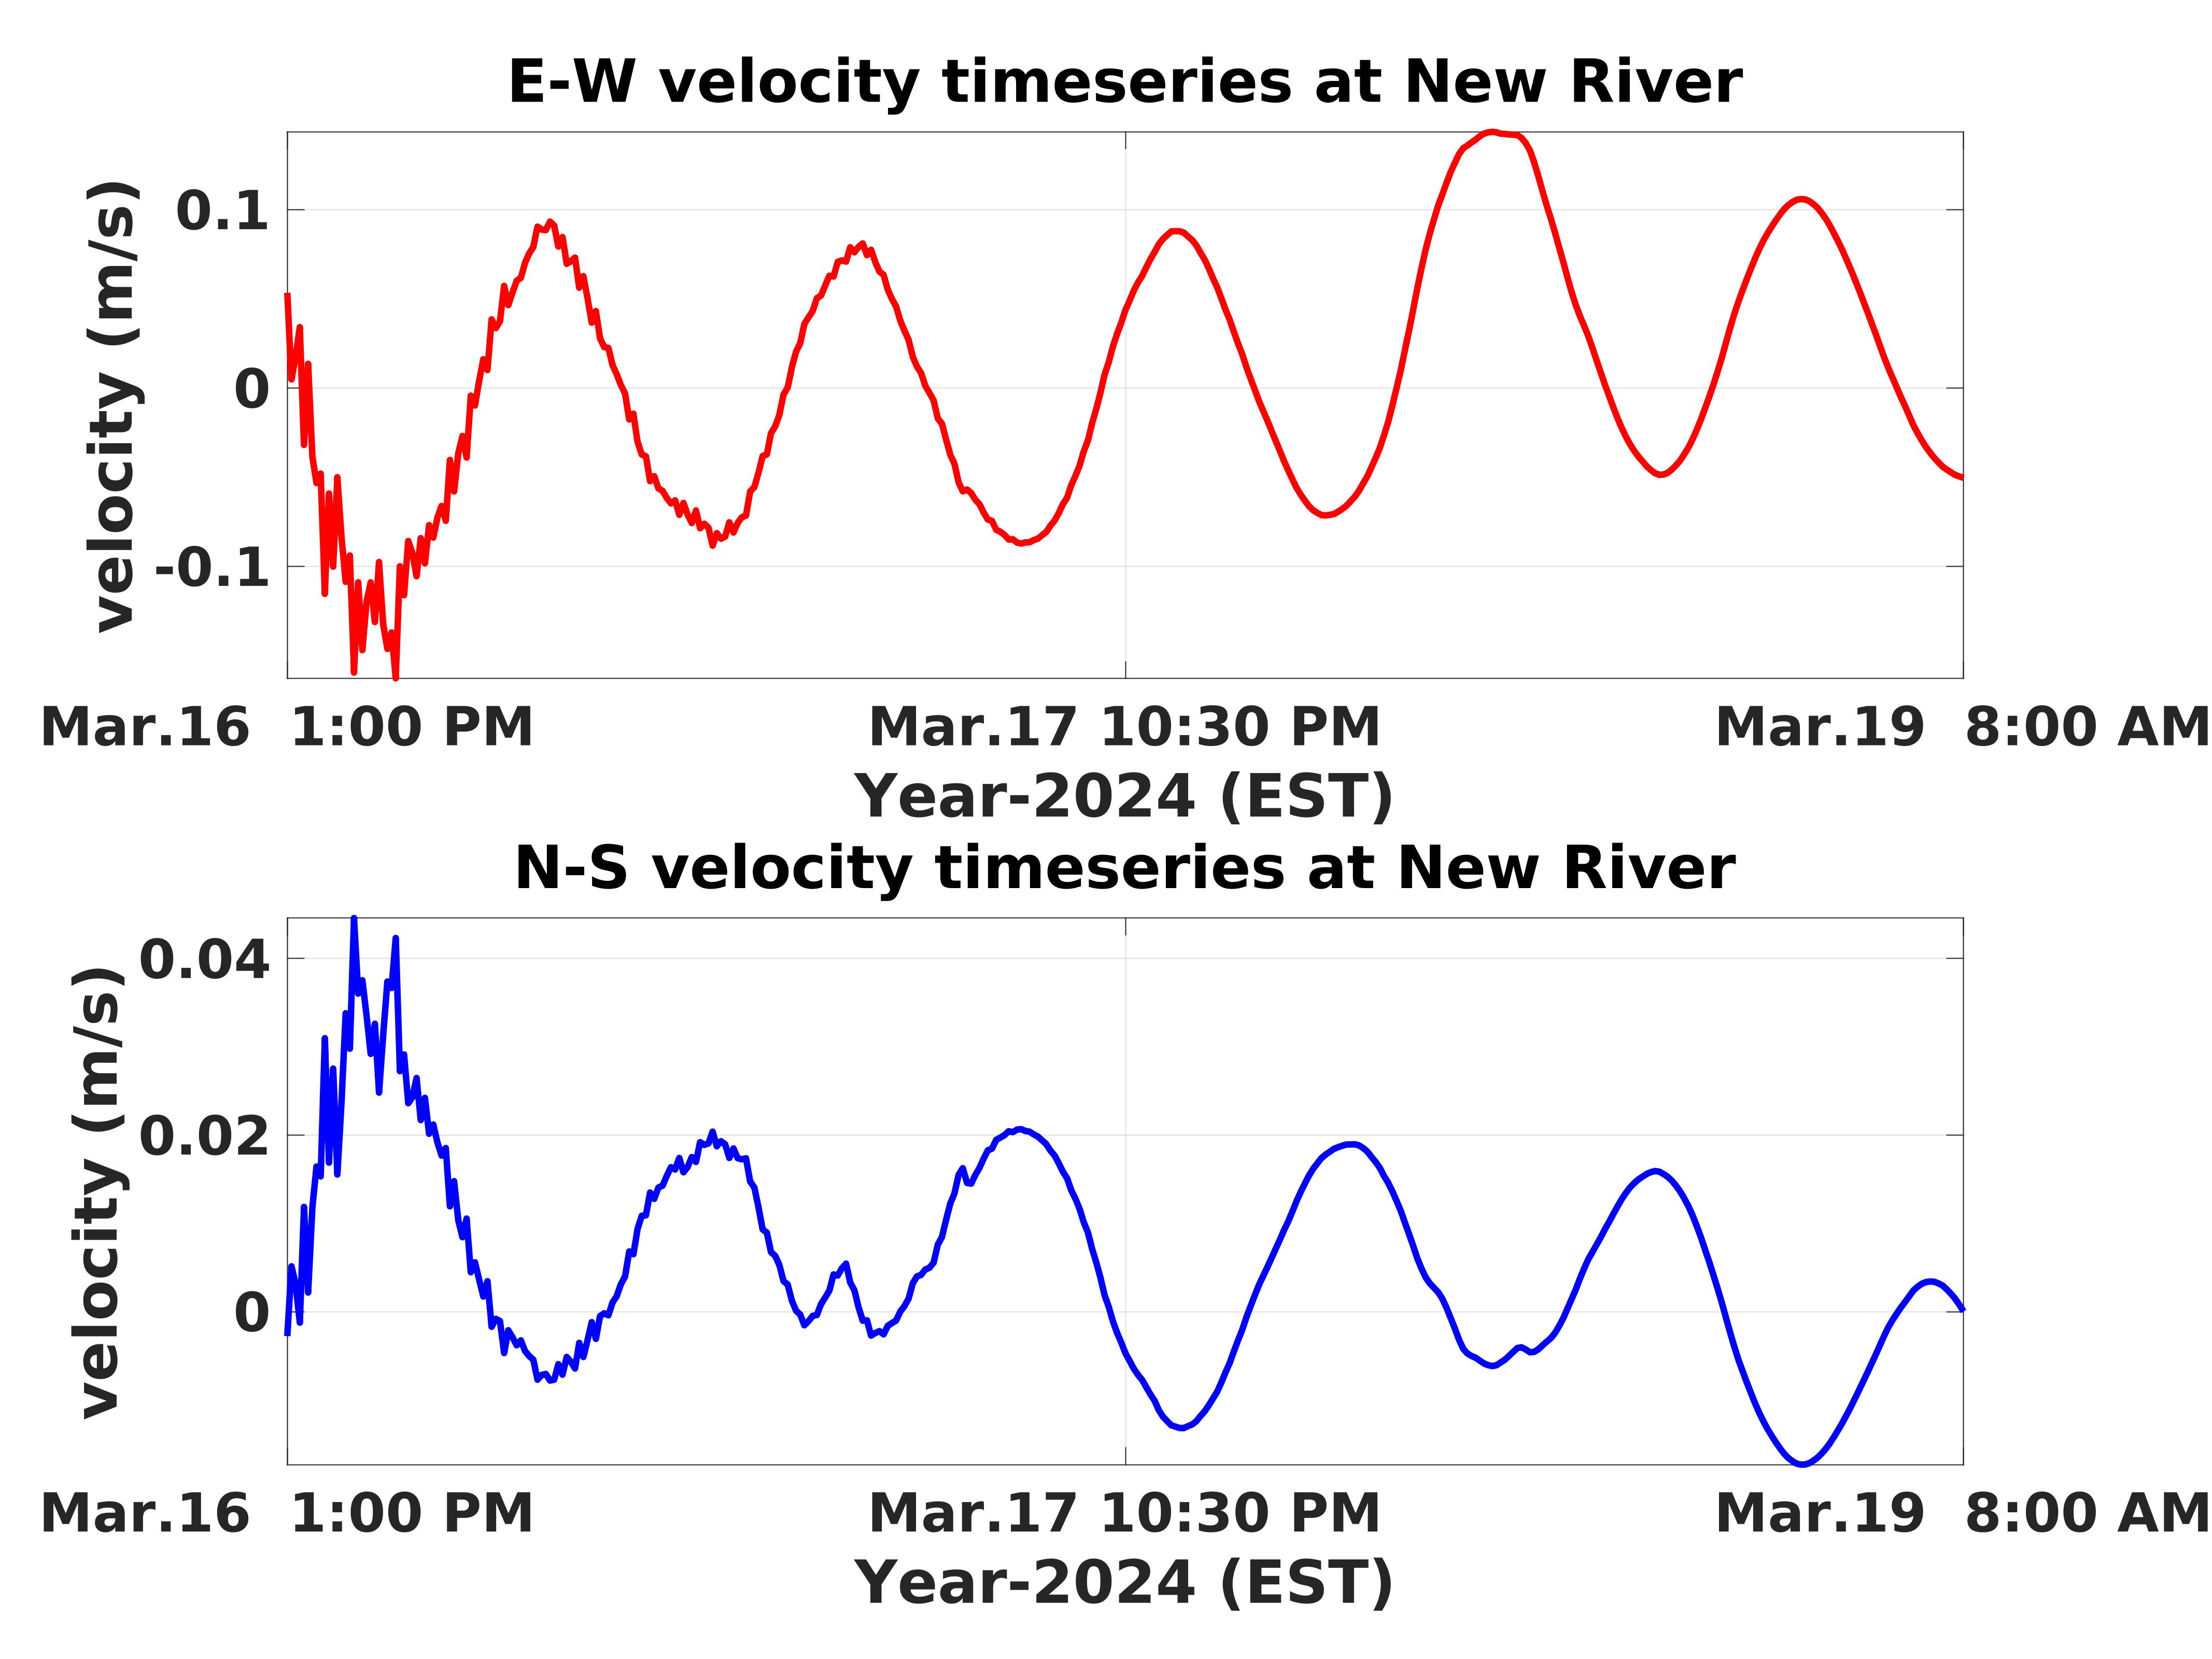 E-W velocity timeseries at New River
velocity (m/s)
0.1
0
-0.1
Mar.16  1:00 PM
Mar.17 10:30 PM
Mar.19  8:00 AM
Year-2024 (EST)
N-S velocity timeseries at New River
velocity (m/s)
0.04
0.02
0
Mar.16  1:00 PM
Mar.17 10:30 PM
Mar.19  8:00 AM
Year-2024 (EST)